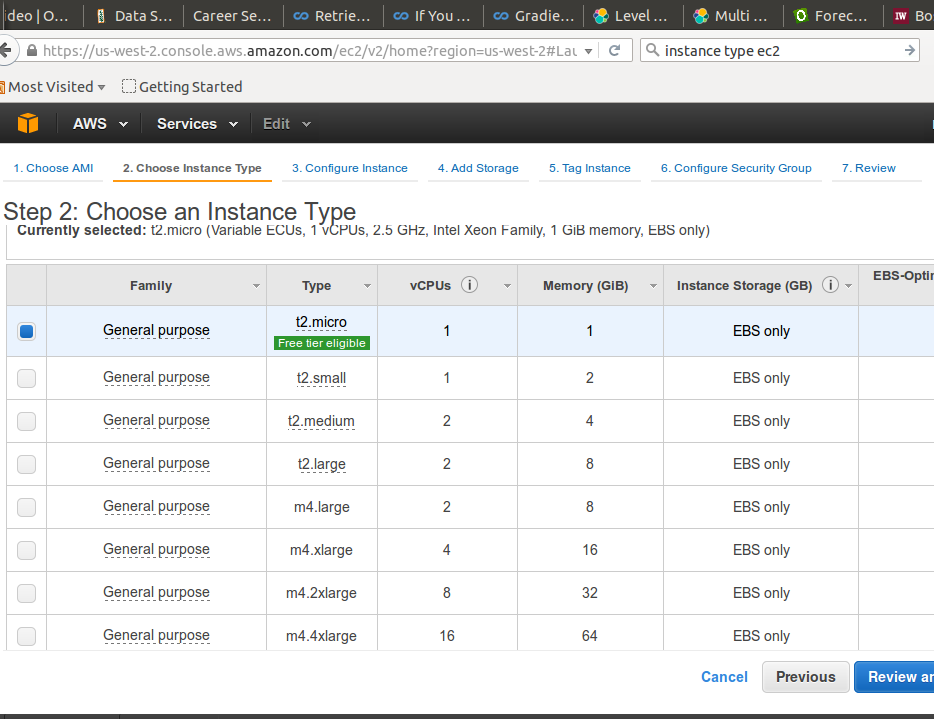 ideo | O...
Data S...
Career Se...
Retrie...
If You ...
Gradie...
Level ...
Multi ...
Forec...
IW Bo
https://us-west-2.console.aws.amazon.com/ec2/v2/home?region=us-west-2#Lau
instance type ec2
Most Visited
Getting Started
AWS
Services
Edit
1. Choose AMI
2. Choose Instance Type
3. Configure Instance
4. Add Storage
5. Tag Instance
6. Configure Security Group
7. Review
Step 2: Choose an Instance Type
Currently selected: t2.micro (Variable ECUs, 1 vCPUs, 2.5 GHz, Intel Xeon Family, 1 GiB memory, EBS only)
Family Type vCPUs i Memory (GiB) Instance Storage (GB) i EBS-Optim
General purpose t2.micro 1 1 EBS only
Free tier eligible
General purpose t2.small 1 2 EBS only
General purpose t2.medium 2 4 EBS only
General purpose t2.large 2 8 EBS only
General purpose m4.large 2 8 EBS only
General purpose m4.xlarge 4 16 EBS only
General purpose m4.2xlarge 8 32 EBS only
General purpose m4.4xlarge 16 64 EBS only
Cancel
Previous
Review an